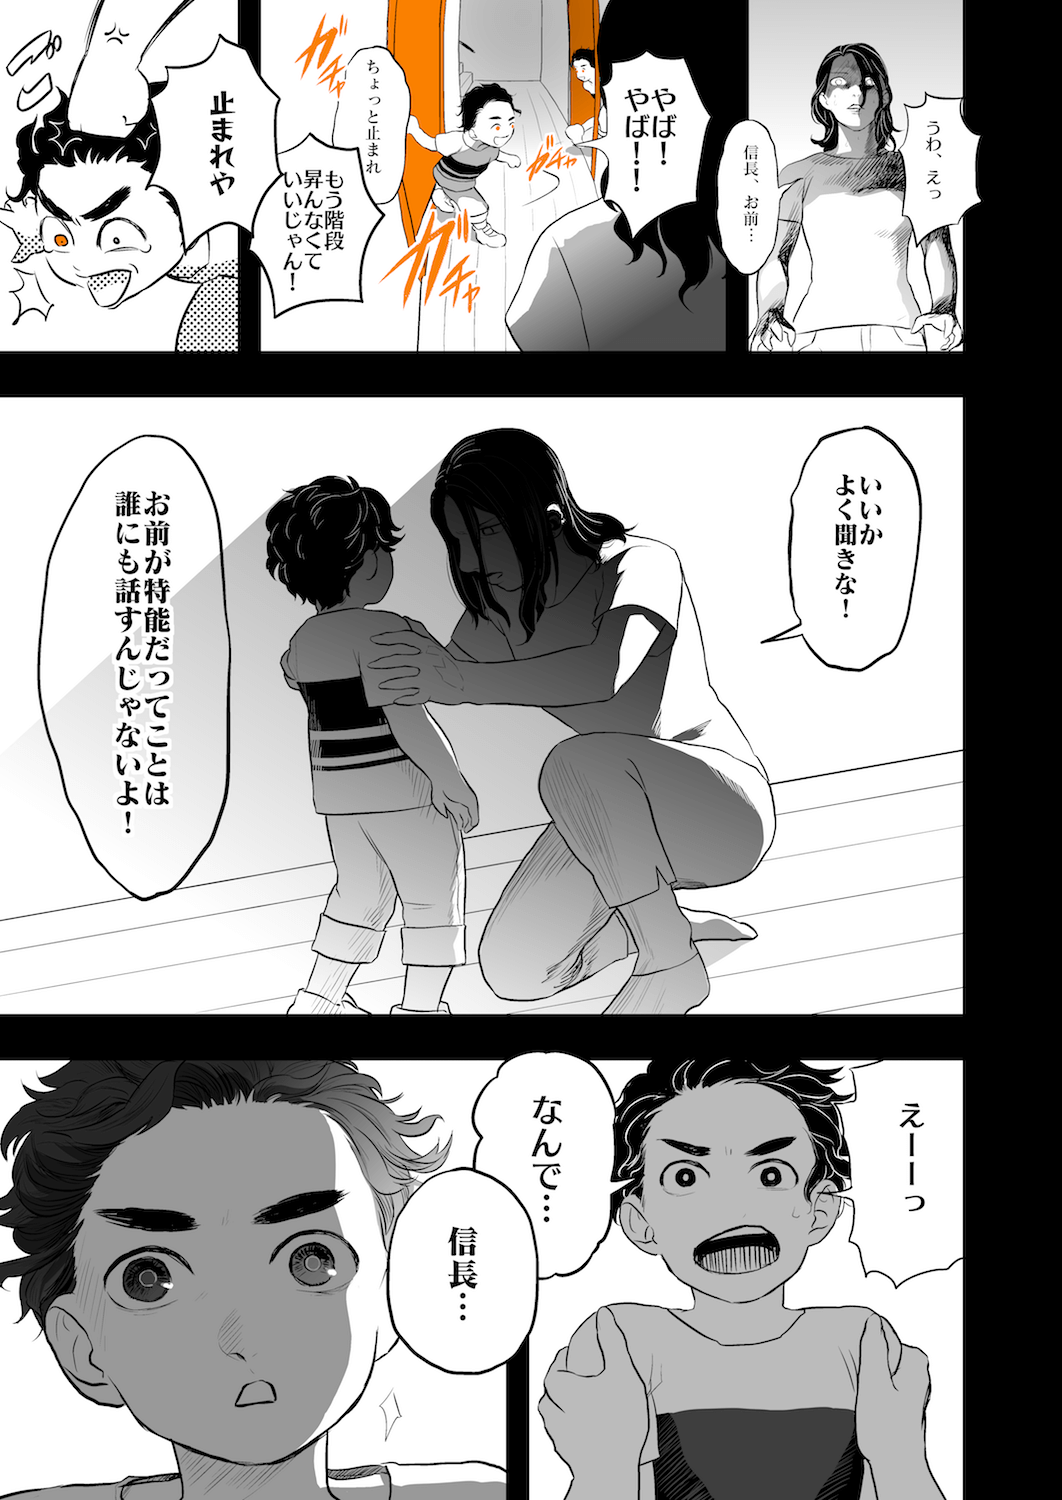 うわ、えっ
信長、お前…
やば！
やば！！
ガチャ
ちょっと止まれ
ガチャ
ガチャ
もう階段
昇んなくて
いいじゃん！
止まれや
いいか
よく聞きな！
お前が特能だってことは
誰にも話すんじゃないよ！
えーーっ
なんで…
信長…